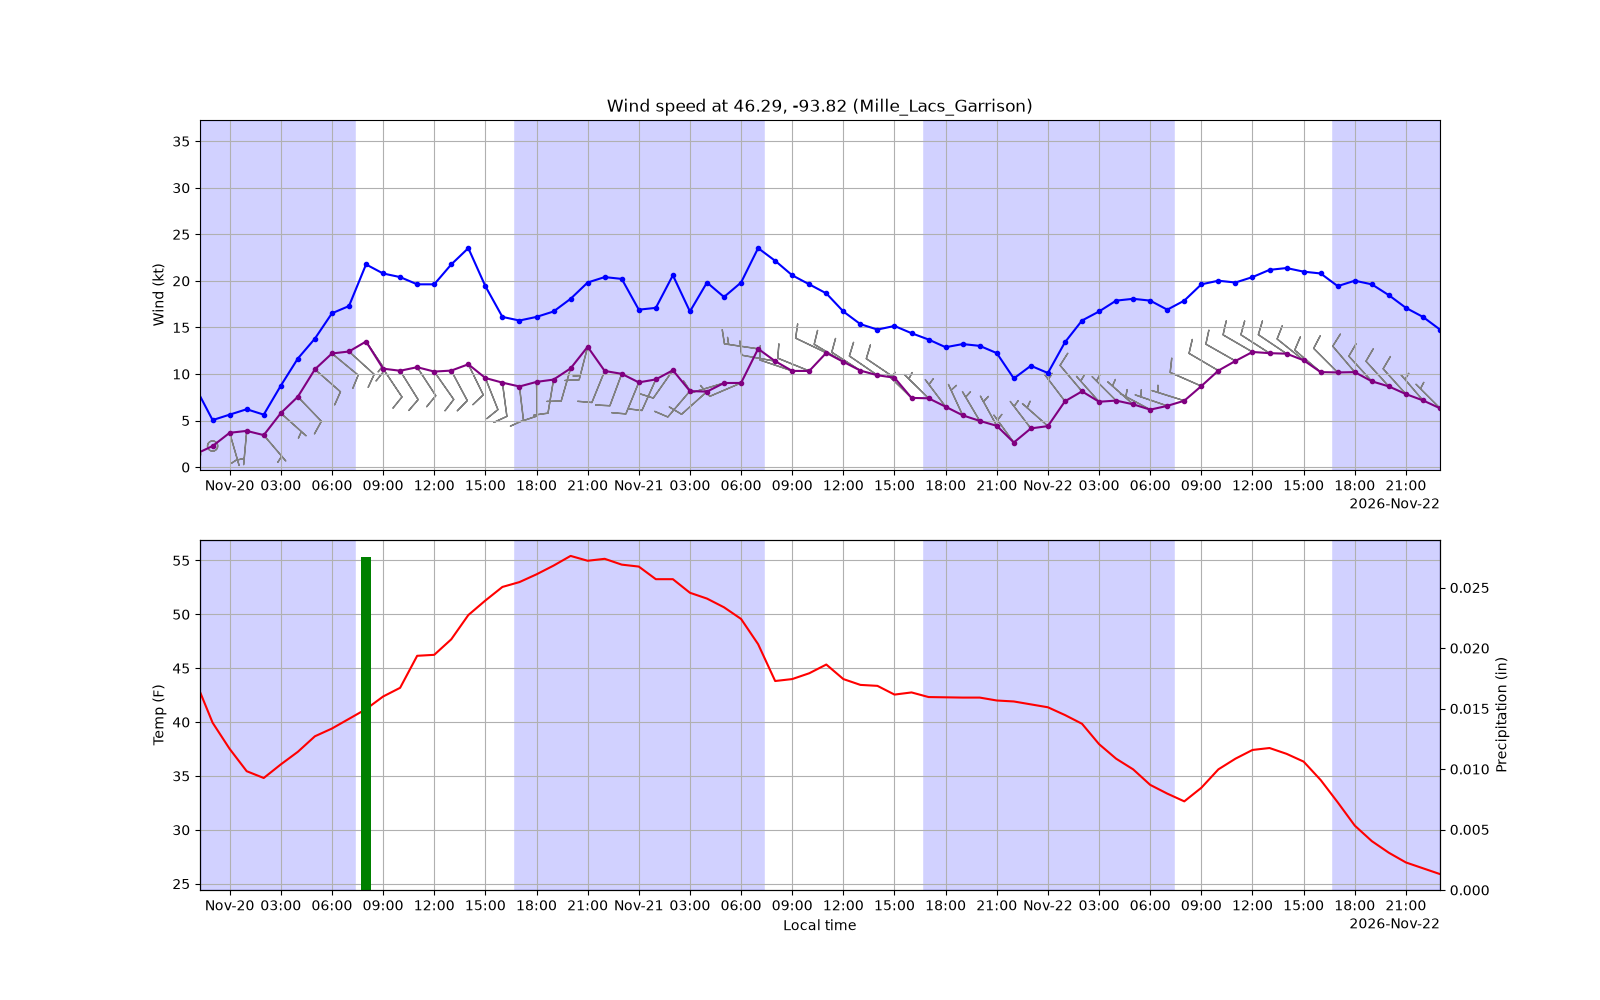 Wind speed at 46.29, -93.82 (Mille_Lacs_Garrison)
Wind (kt)
35
30
25
20
15
10
5
0
Nov-20 03:00 06:00 09:00 12:00 15:00 18:00 21:00 Nov-21 03:00 06:00 09:00 12:00 15:00 18:00 21:00 Nov-22 03:00 06:00 09:00 12:00 15:00 18:00 21:00
2026-Nov-22
Temp (F)
55
50
45
40
35
30
25
0.025
0.020
0.015
0.010
0.005
0.000
Precipitation (in)
Nov-20 03:00 06:00 09:00 12:00 15:00 18:00 21:00 Nov-21 03:00 06:00 09:00 12:00 15:00 18:00 21:00 Nov-22 03:00 06:00 09:00 12:00 15:00 18:00 21:00
Local time
2026-Nov-22